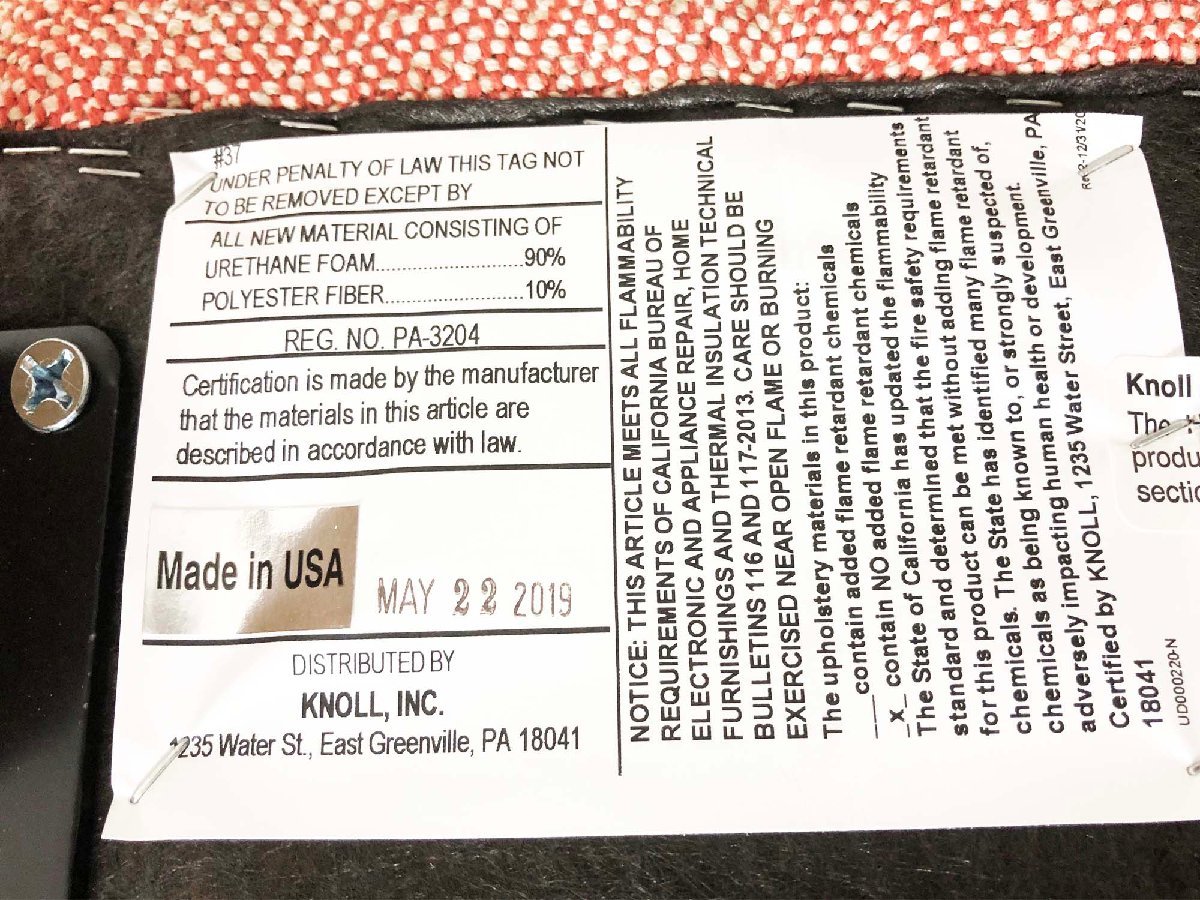 #37
UNDER PENALTY OF LAW THIS TAG NOT
TO BE REMOVED EXCEPT BY
ALL NEW MATERIAL CONSISTING OF
URETHANE FOAM..............................90%
POLYESTER FIBER............................10%
REG. NO. PA-3204
Certification is made by the manufacturer
that the materials in this article are
described in accordance with law.
Made in USA
MAY 22 2019
DISTRIBUTED BY
KNOLL, INC.
1235 Water St., East Greenville, PA 18041
NOTICE: THIS ARTICLE MEETS ALL FLAMMABILITY
REQUIREMENTS OF CALIFORNIA BUREAU OF
ELECTRONIC AND APPLIANCE REPAIR, HOME
FURNISHINGS AND THERMAL INSULATION TECHNICAL
BULLETINS 116 AND 117-2013. CARE SHOULD BE
EXERCISED NEAR OPEN FLAME OR BURNING
The upholstery materials in this product:
___contain added flame retardant chemicals
_x_ contain NO added flame retardant chemicals
The State of California has updated the flammability
standard and determined that the fire safety requirements
for this product can be met without adding flame retardant
chemicals. The State has identified many flame retardant
chemicals as being known to, or strongly suspected of,
adversely impacting human health or development.
Certified by KNOLL, 1235 Water Street, East Greenville, PA
18041
UD000220-N
Knoll
produ
sectio